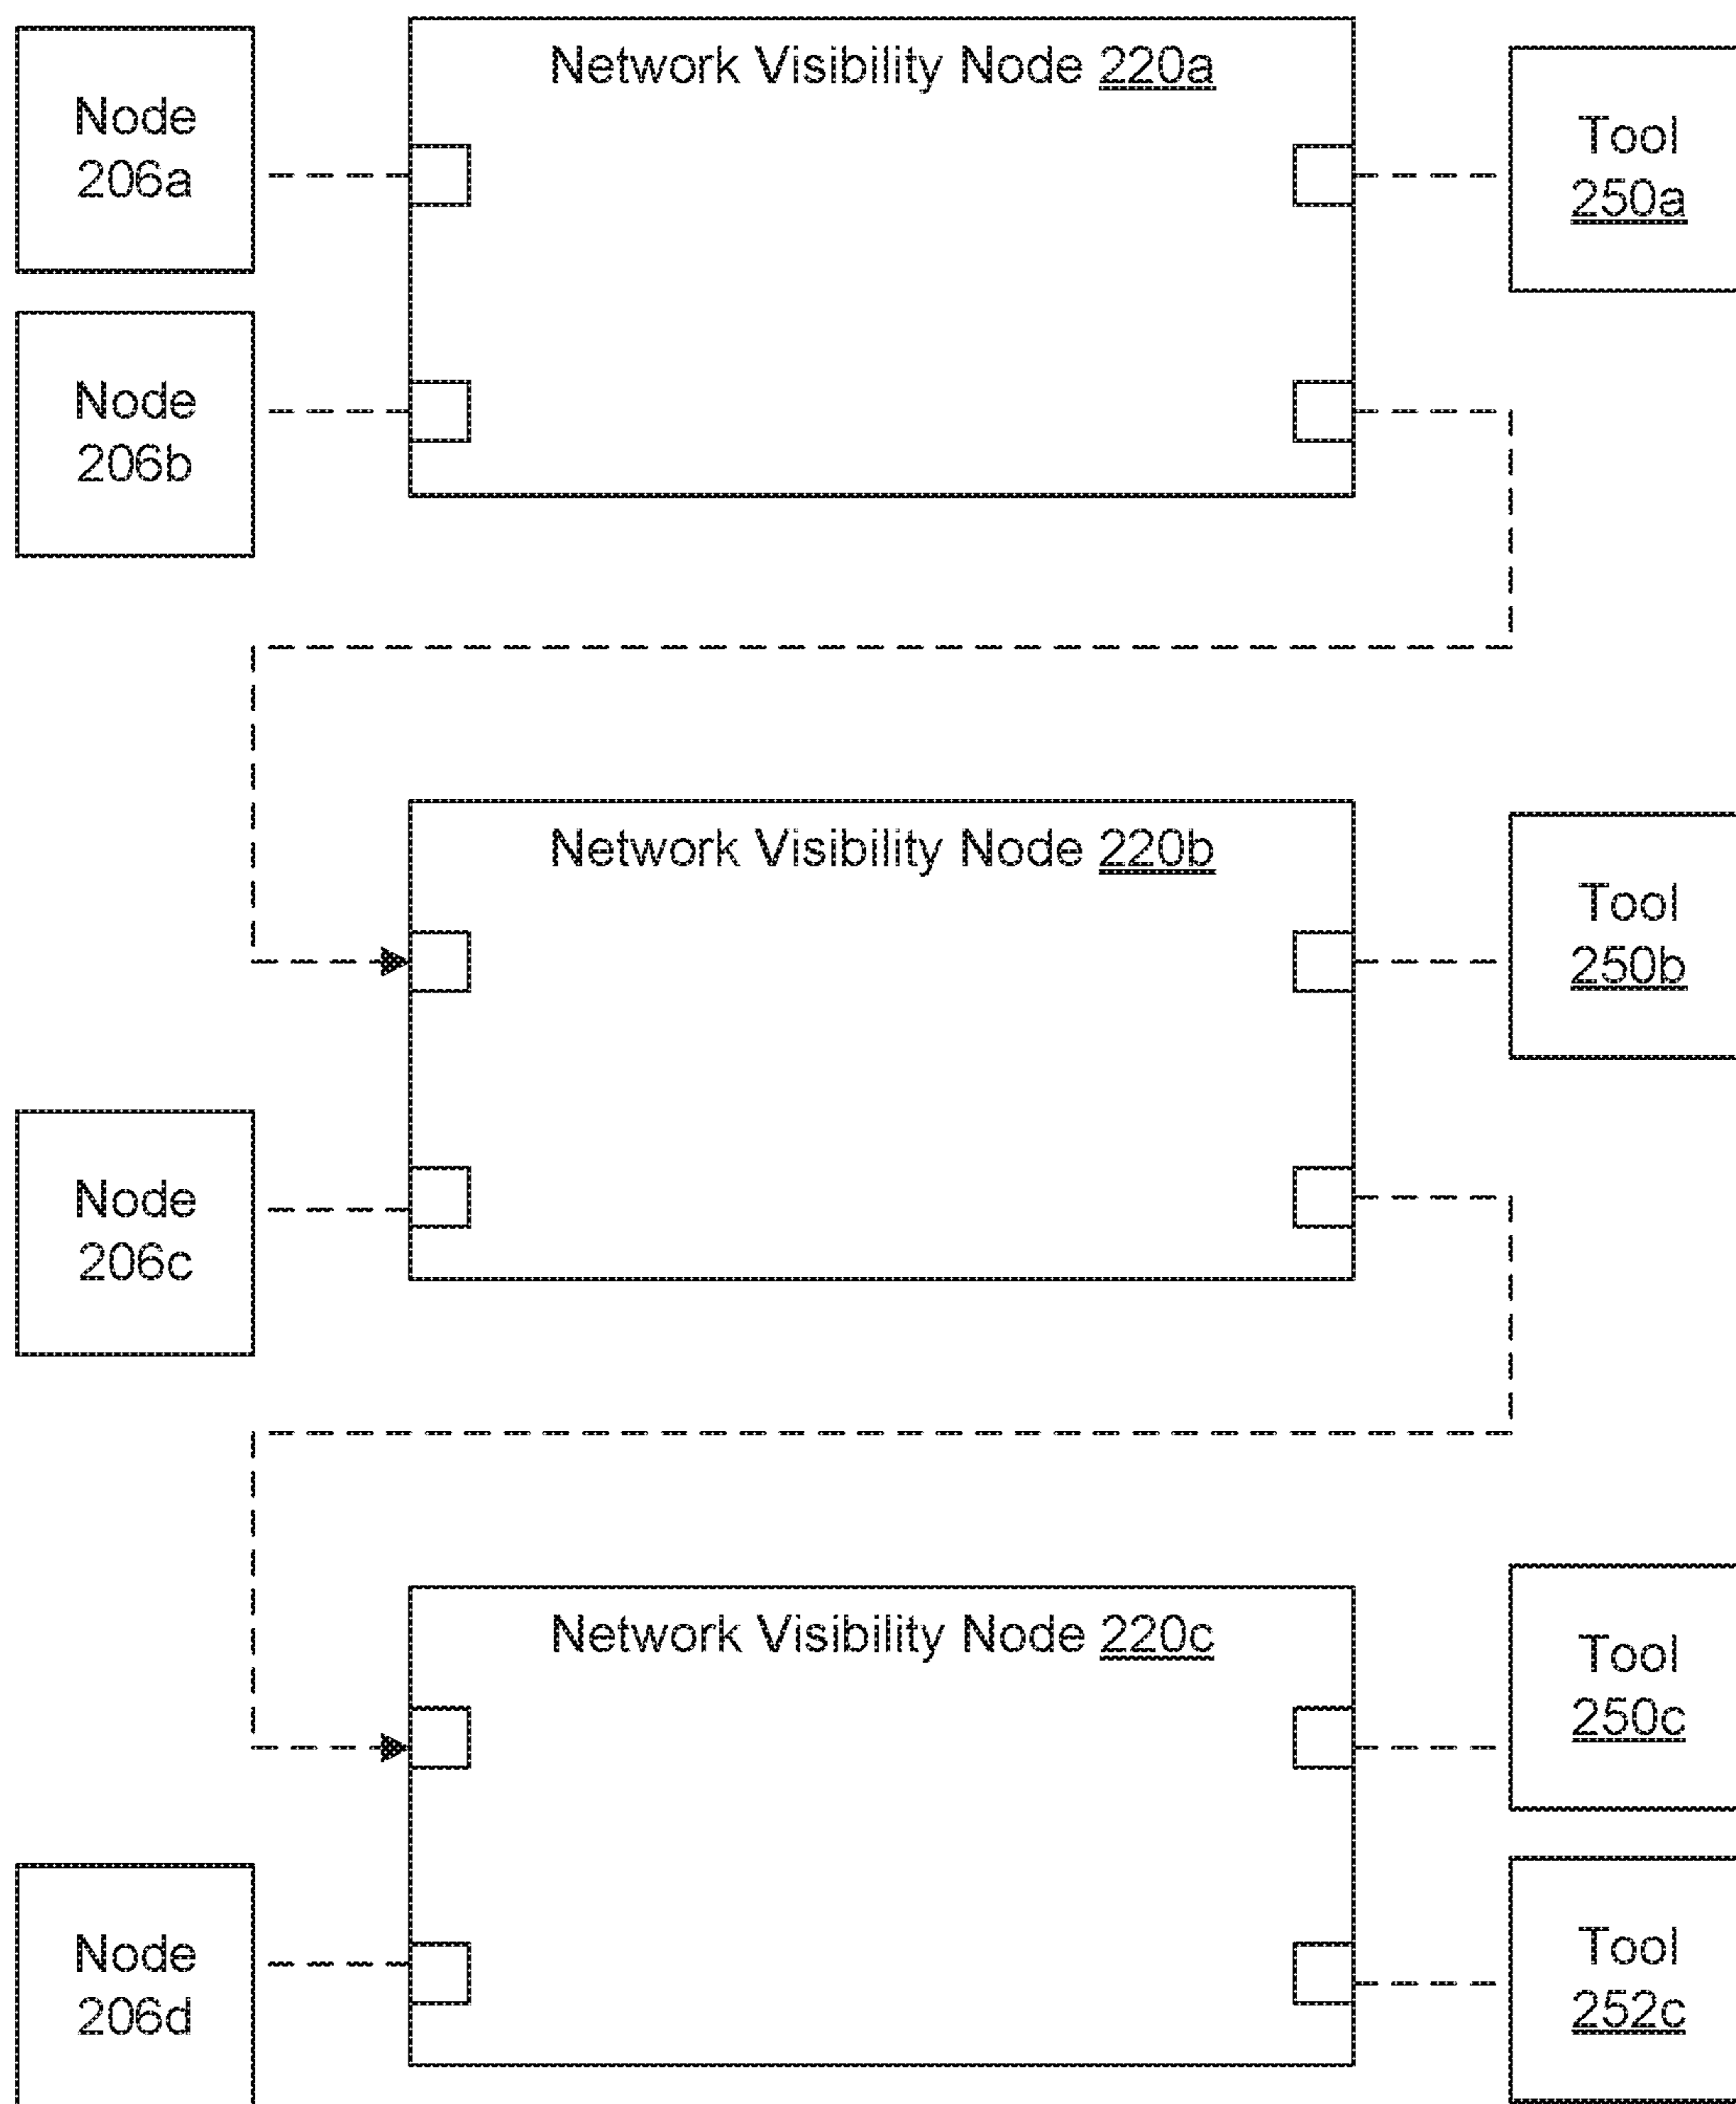 Node
206a
Network Visibility Node 220a
Tool
250a
Node
206b
Network Visibility Node 220b
Tool
250b
Node
206c
Network Visibility Node 220c
Tool
250c
Node
206d
Tool
252c